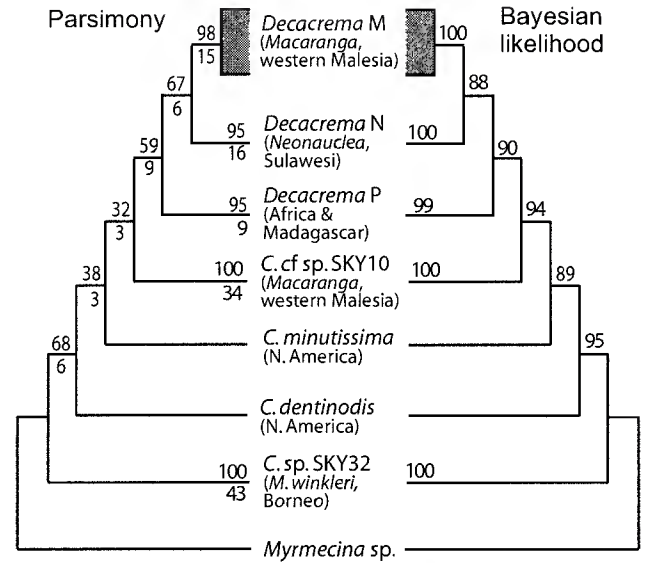 Parsimony
Bayesian
likelihood
98
15
Decacrema M
(Macaranga,
western Malesia)
100
67
6
88
95
16
Decacrema N
(Neonauclea,
Sulawesi)
100
59
9
90
95
9
Decacrema P
(Africa &
Madagascar)
99
32
3
94
100
34
C. cf sp. SKY10
(Macaranga,
western Malesia)
100
38
3
89
C. minutissima
(N. America)
68
6
95
C. dentinodis
(N. America)
100
43
C. sp. SKY32
(M. winkleri,
Borneo)
100
Myrmecina sp.